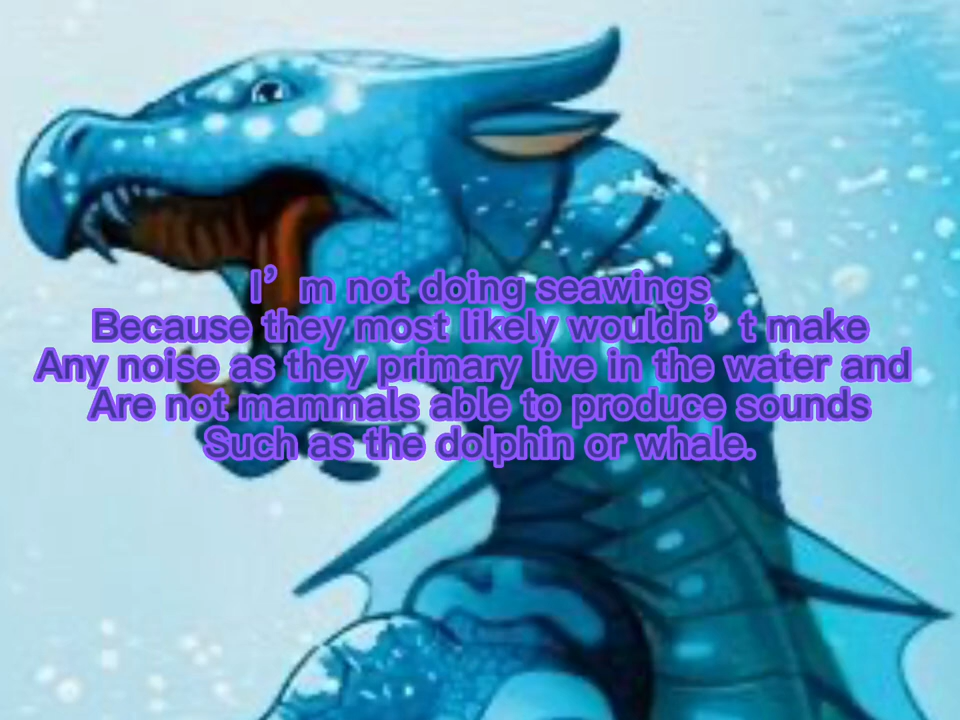 I’m not doing seawings
Because they most likely wouldn’t make
Any noise as they primary live in the water and
Are not mammals able to produce sounds
Such as the dolphin or whale.